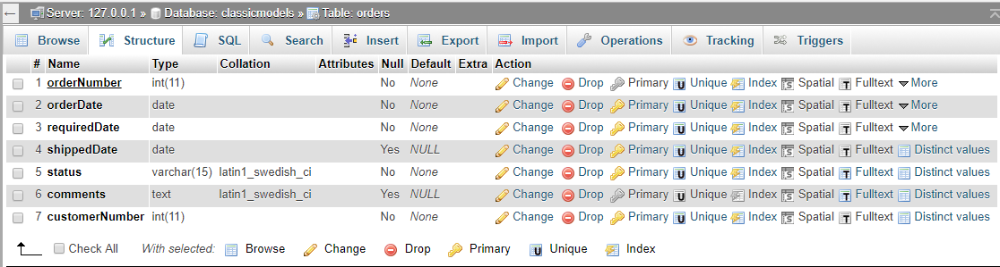 Server: 127.0.0.1 » Database: classicmodels » Table: orders
Browse Structure SQL Search Insert Export Import Operations Tracking Triggers
# Name Type Collation Attributes Null Default Extra Action
1 orderNumber int(11) No None Change Drop Primary Unique Index Spatial Fulltext More
2 orderDate date No None Change Drop Primary Unique Index Spatial Fulltext More
3 requiredDate date No None Change Drop Primary Unique Index Spatial Fulltext More
4 shippedDate date Yes NULL Change Drop Primary Unique Index Spatial Fulltext Distinct values
5 status varchar(15) latin1_swedish_ci No None Change Drop Primary Unique Index Spatial Fulltext Distinct values
6 comments text latin1_swedish_ci Yes NULL Change Drop Primary Unique Index Spatial Fulltext Distinct values
7 customerNumber int(11) No None Change Drop Primary Unique Index Spatial Fulltext Distinct values
Check All With selected: Browse Change Drop Primary Unique Index